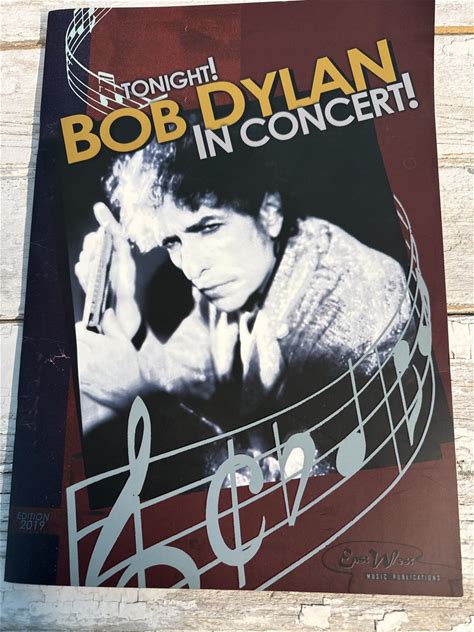 TONIGHT!
BOB DYLAN
IN CONCERT!
EDITION
2019
MUSIC PUBLICATIONS